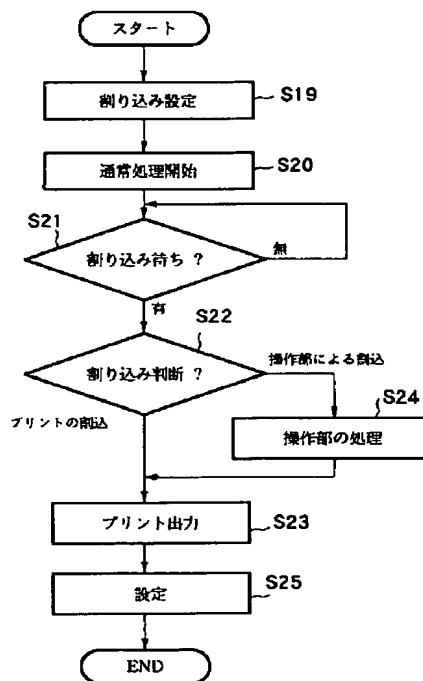 スタート
割り込み設定
S19
通常処理開始
S20
S21
割り込み待ち ?
無
有
S22
割り込み判断 ?
操作部による割込
プリントの割込
S24
操作部の処理
プリント出力
S23
設定
S25
END